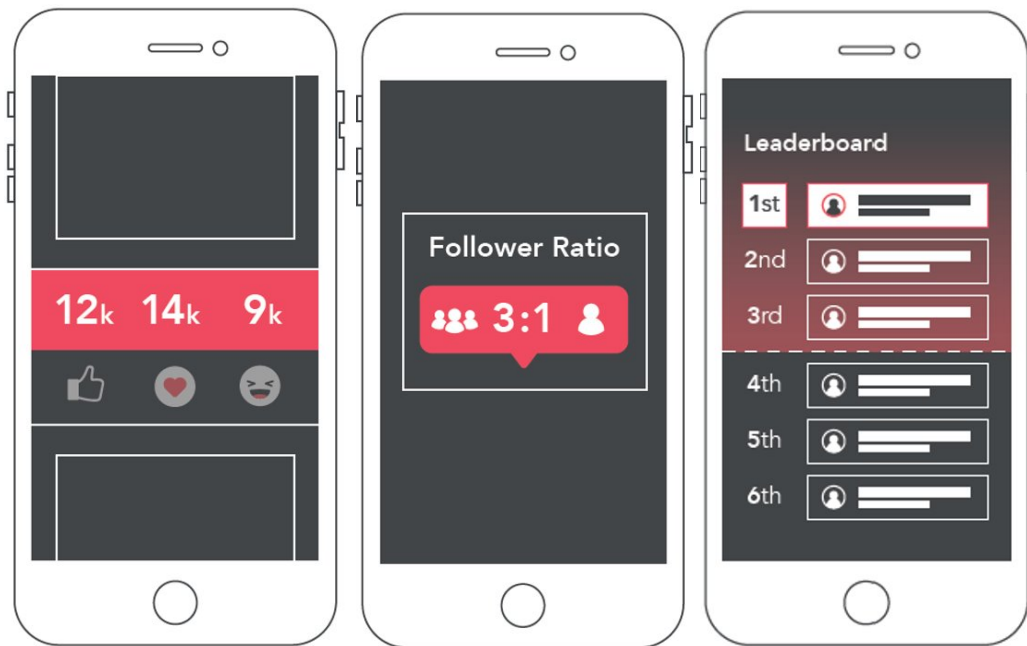 12k 14k 9k
Follower Ratio
3:1
Leaderboard
1st
2nd
3rd
4th
5th
6th